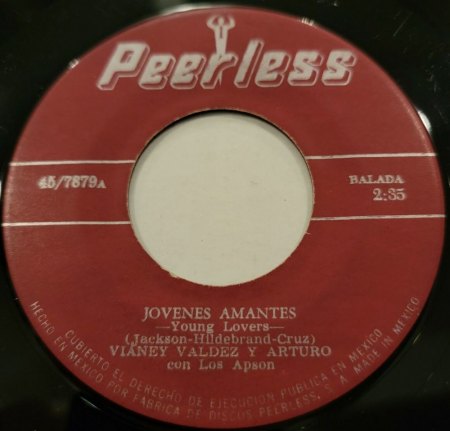 Peerless
45/7879A
BALADA
2:35
JOVENES AMANTES
—Young Lovers—
(Jackson-Hildebrand-Cruz)
VIANEY VALDEZ Y ARTURO
con Los Apson
CUBIERTO EL DERECHO DE EJECUCION PUBLICA EN MEXICO
HECHO EN MEXICO POR FABRICA DE DISCOS PEERLESS, S. A. MADE IN MEXICO